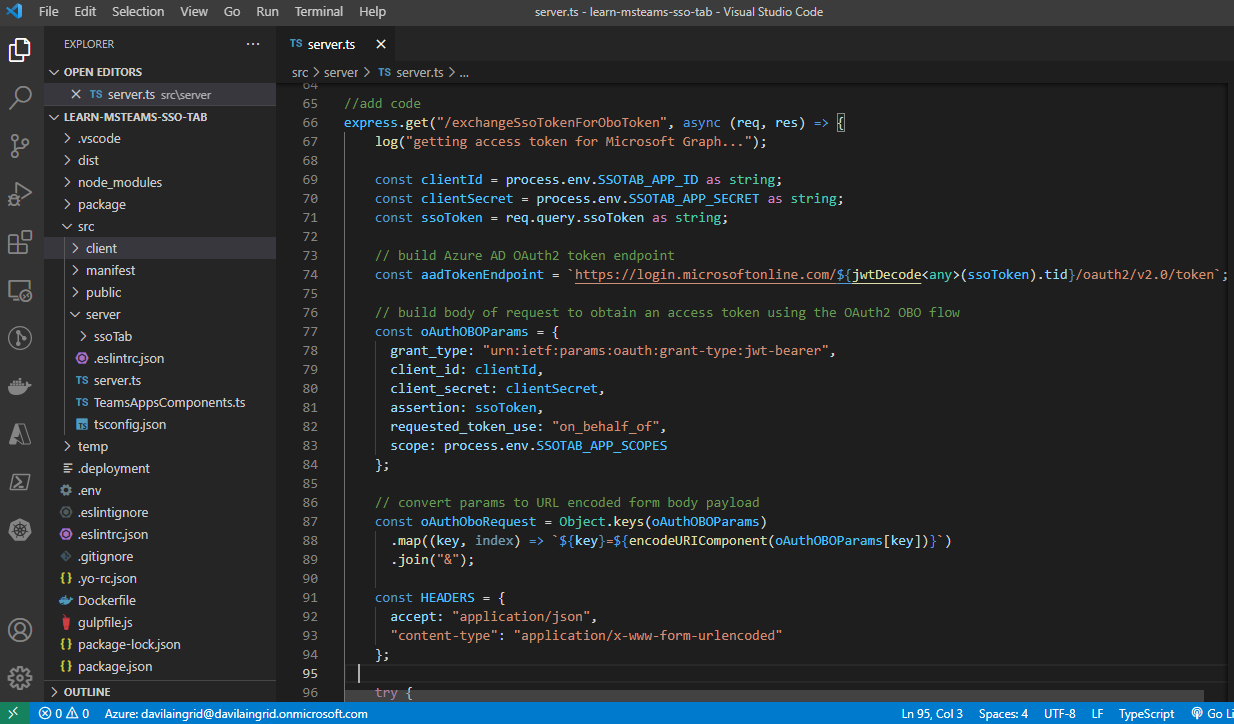 File Edit Selection View Go Run Terminal Help server.ts - learn-msteams-sso-tab - Visual Studio Code
EXPLORER ...
OPEN EDITORS
TS server.ts src\server
LEARN-MSTEAMS-SSO-TAB
.vscode
dist
node_modules
package
src
client
manifest
public
server
ssoTab
.eslintrc.json
TS server.ts
TS TeamsAppsComponents.ts
TS tsconfig.json
temp
.deployment
.env
.eslintignore
.eslintrc.json
.gitignore
{} .yo-rc.json
Dockerfile
gulpfile.js
{} package-lock.json
{} package.json
OUTLINE
TS server.ts
src > server > TS server.ts > ...
64
65 //add code
66 express.get("/exchangeSsoTokenForOboToken", async (req, res) => {
67 log("getting access token for Microsoft Graph...");
68
69 const clientId = process.env.SSOTAB_APP_ID as string;
70 const clientSecret = process.env.SSOTAB_APP_SECRET as string;
71 const ssoToken = req.query.ssoToken as string;
72
73 // build Azure AD OAuth2 token endpoint
74 const aadTokenEndpoint = `https://login.microsoftonline.com/${jwtDecode<any>(ssoToken).tid}/oauth2/v2.0/token`;
75
76 // build body of request to obtain an access token using the OAuth2 OBO flow
77 const oAuthOBOParams = {
78 grant_type: "urn:ietf:params:oauth:grant-type:jwt-bearer",
79 client_id: clientId,
80 client_secret: clientSecret,
81 assertion: ssoToken,
82 requested_token_use: "on_behalf_of",
83 scope: process.env.SSOTAB_APP_SCOPES
84 };
85
86 // convert params to URL encoded form body payload
87 const oAuthOboRequest = Object.keys(oAuthOBOParams)
88 .map((key, index) => `${key}=${encodeURIComponent(oAuthOBOParams[key])}`)
89 .join("&");
90
91 const HEADERS = {
92 accept: "application/json",
93 "content-type": "application/x-www-form-urlencoded"
94 };
95
96 try {
0 0 Azure: davilaingrid@davilaingrid.onmicrosoft.com Ln 95, Col 3 Spaces: 4 UTF-8 LF TypeScript Go Li